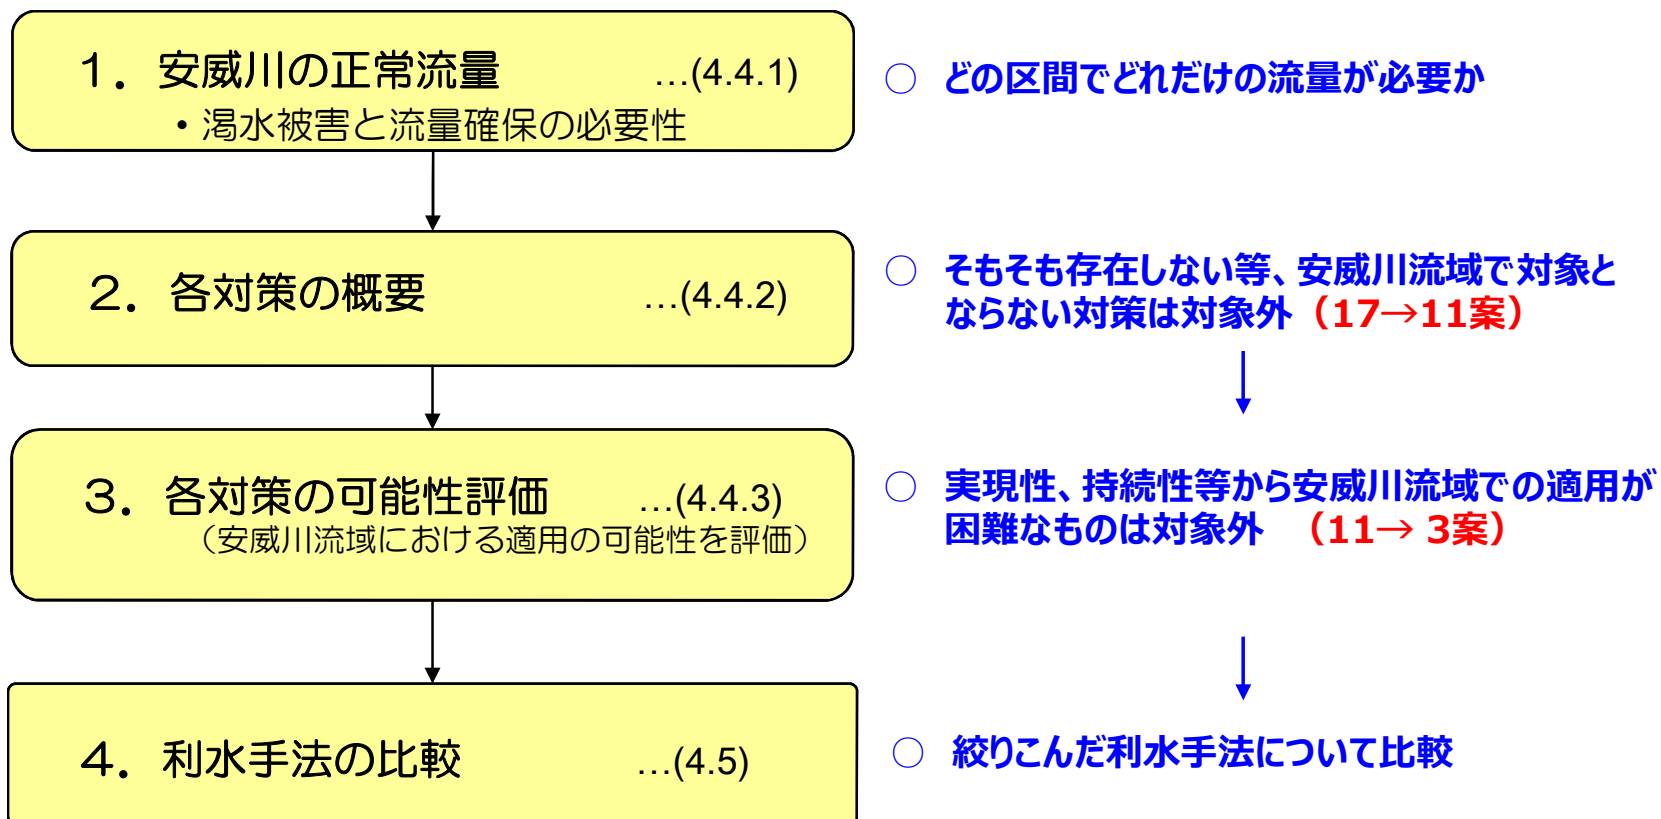 １．安威川の正常流量 …(4.4.1)
・渇水被害と流量確保の必要性
○ どの区間でどれだけの流量が必要か
２．各対策の概要 …(4.4.2)
○ そもそも存在しない等、安威川流域で対象と
ならない対策は対象外（17→11案）
３．各対策の可能性評価 …(4.4.3)
（安威川流域における適用の可能性を評価）
○ 実現性、持続性等から安威川流域での適用が
困難なものは対象外 （11→ 3案）
４．利水手法の比較 …(4.5)
○ 絞りこんだ利水手法について比較